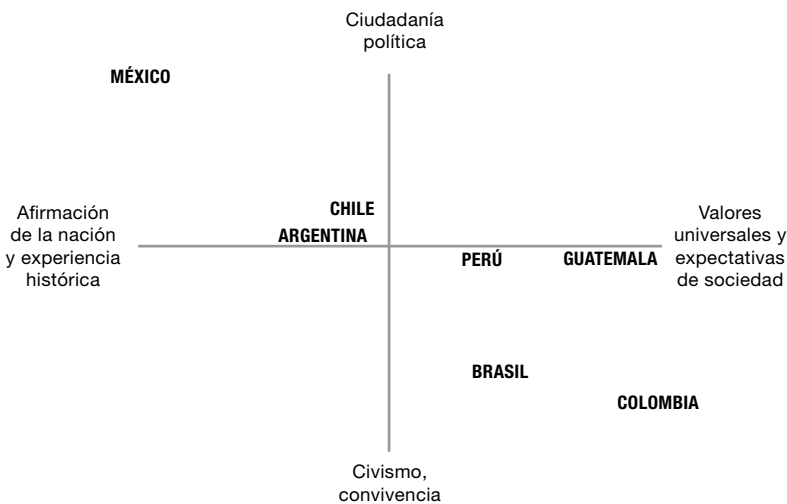 Ciudadanía
política
MÉXICO
CHILE
ARGENTINA
Afirmación
de la nación
y experiencia
histórica
Valores
universales y
expectativas
de sociedad
PERÚ
GUATEMALA
BRASIL
COLOMBIA
Civismo,
convivencia